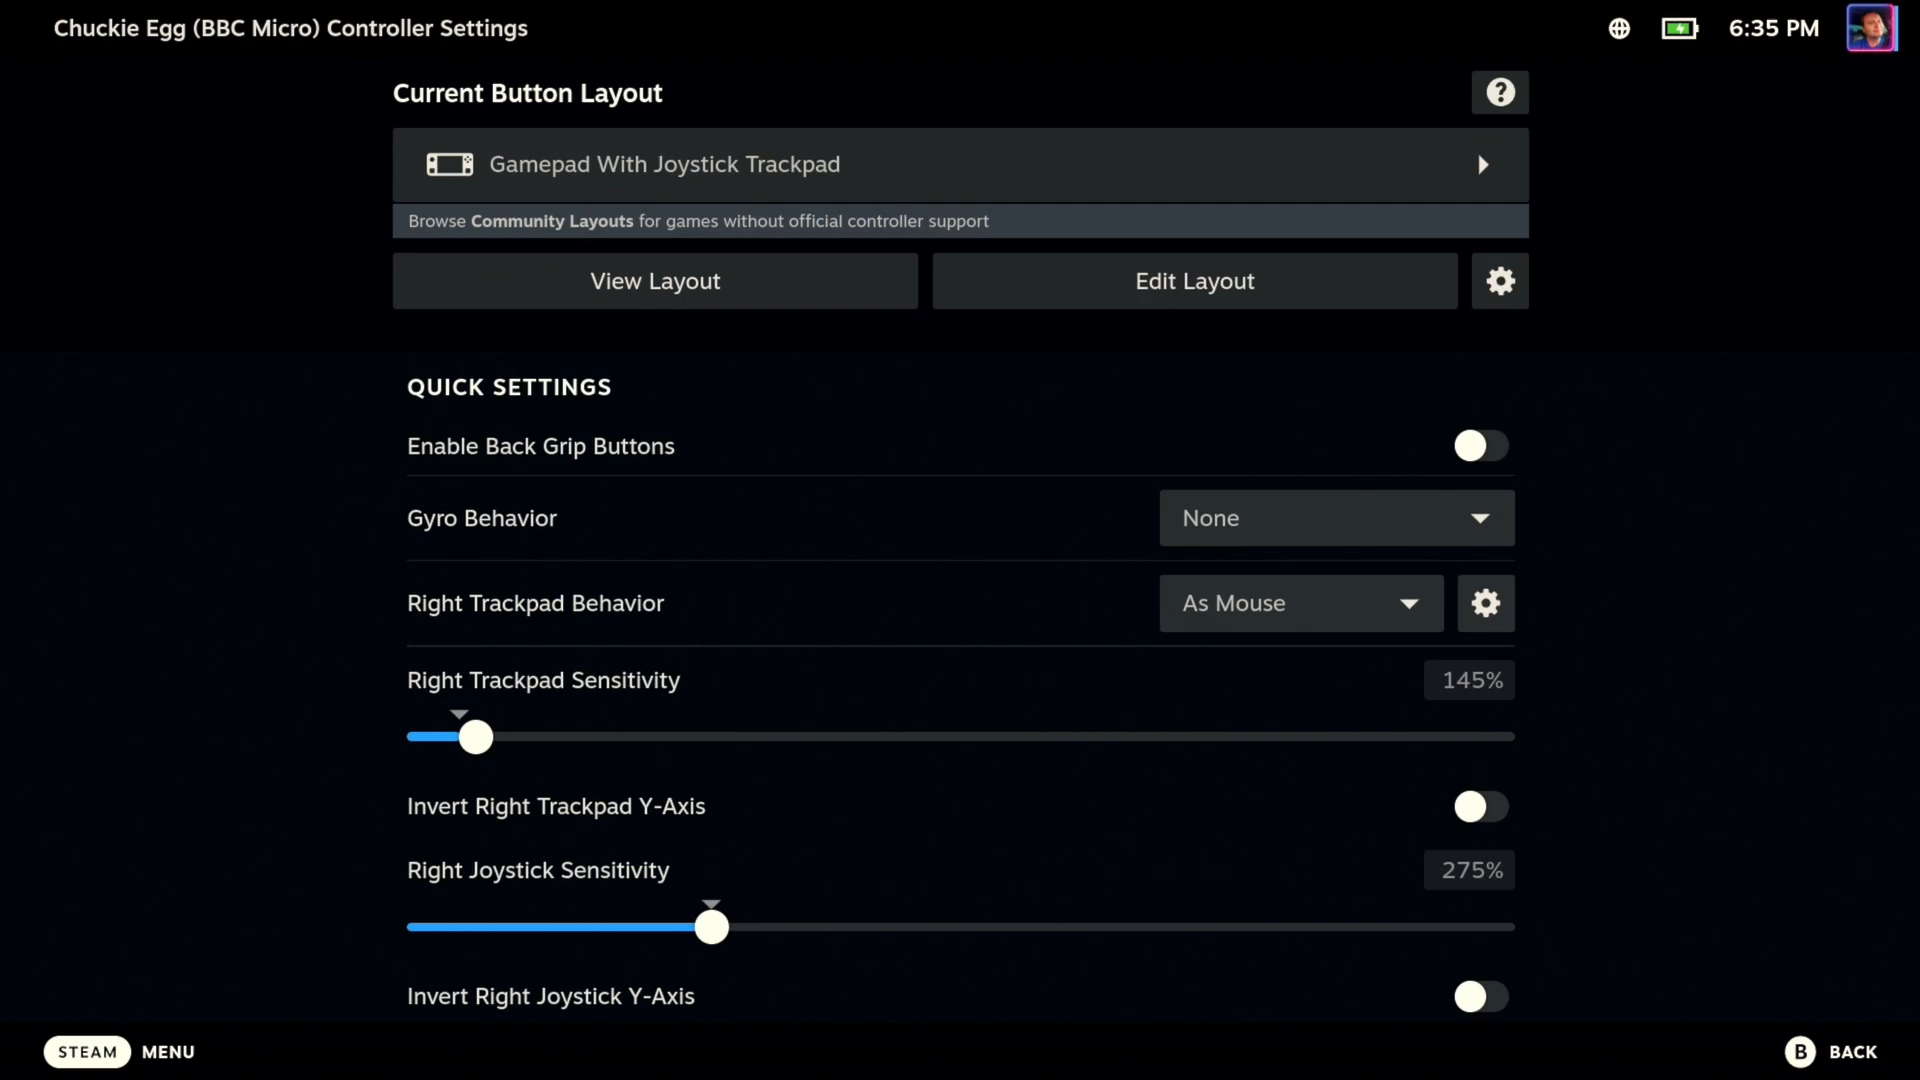 Chuckie Egg (BBC Micro) Controller Settings
6:35 PM
Current Button Layout
?
Gamepad With Joystick Trackpad
Browse Community Layouts for games without official controller support
View Layout
Edit Layout
QUICK SETTINGS
Enable Back Grip Buttons
Gyro Behavior
None
Right Trackpad Behavior
As Mouse
Right Trackpad Sensitivity
145%
Invert Right Trackpad Y-Axis
Right Joystick Sensitivity
275%
Invert Right Joystick Y-Axis
STEAM MENU
B BACK